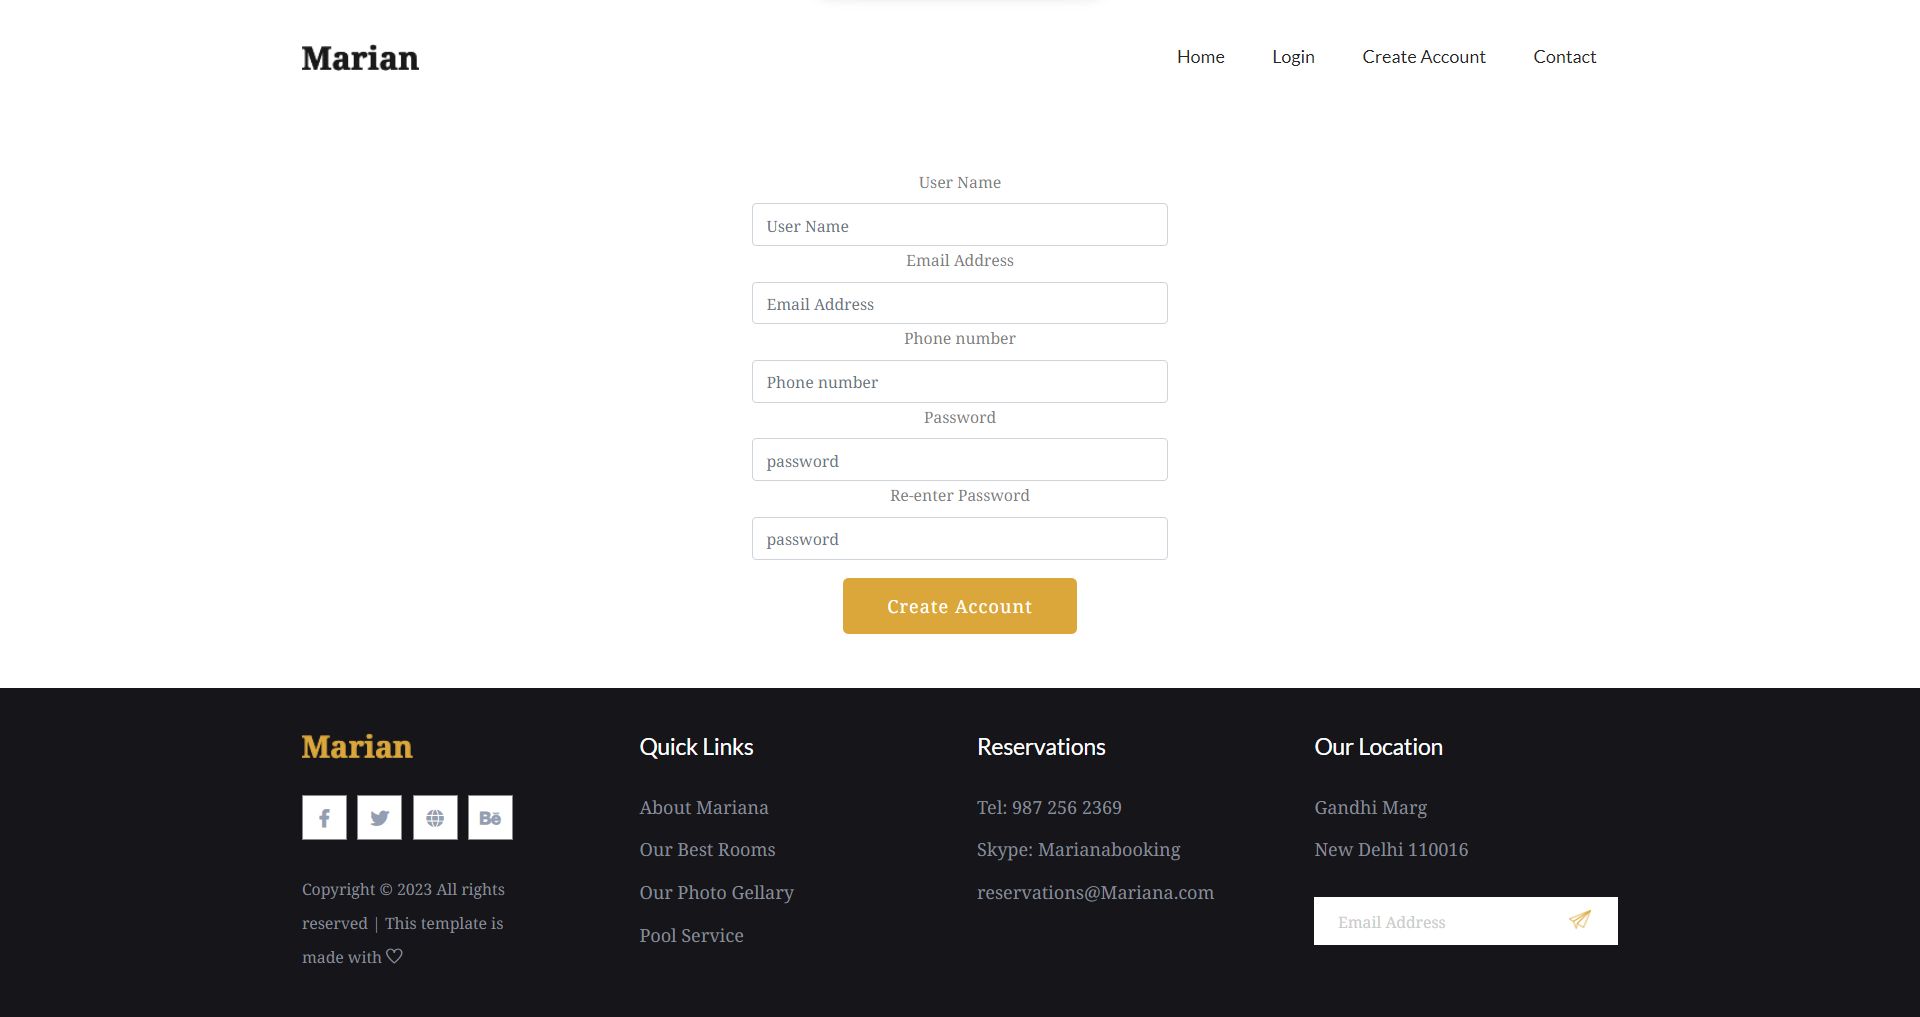 Marian
Home Login Create Account Contact
User Name
User Name
Email Address
Email Address
Phone number
Phone number
Password
password
Re-enter Password
password
Create Account
Marian
Copyright © 2023 All rights
reserved | This template is
made with ♡
Quick Links
About Mariana
Our Best Rooms
Our Photo Gellary
Pool Service
Reservations
Tel: 987 256 2369
Skype: Marianabooking
reservations@Mariana.com
Our Location
Gandhi Marg
New Delhi 110016
Email Address